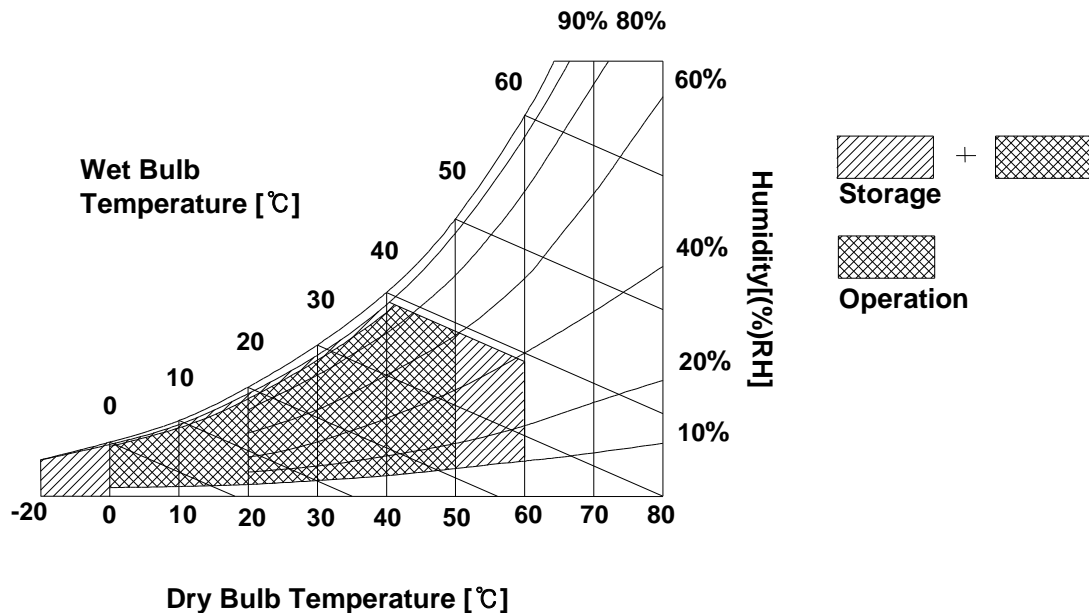 90% 80%
60
60%
50
Wet Bulb
Temperature [℃]
+
Storage
40
40%
Humidity[(%)RH]
Operation
30
20
20%
10
0
10%
-20 0 10 20 30 40 50 60 70 80
Dry Bulb Temperature [℃]